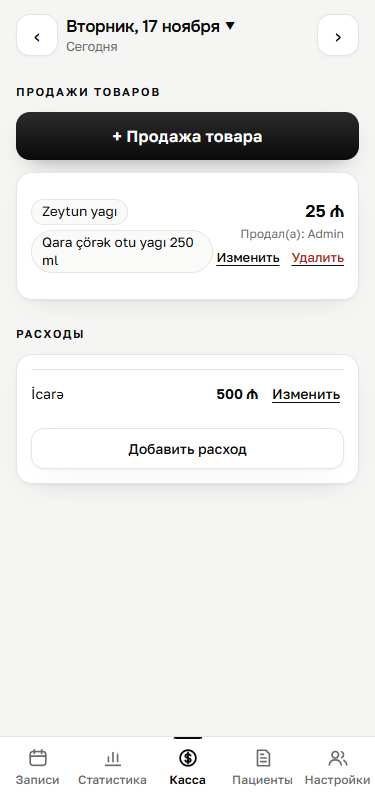 ‹
Вторник, 17 ноября ▼
Сегодня
›
ПРОДАЖИ ТОВАРОВ
+ Продажа товара
Zeytun yagı
Qara çörək otu yagı 250
ml
25 ₼
Продал(а): Admin
Изменить Удалить
РАСХОДЫ
İcarə 500 ₼ Изменить
Добавить расход
Записи Статистика Касса Пациенты Настройки